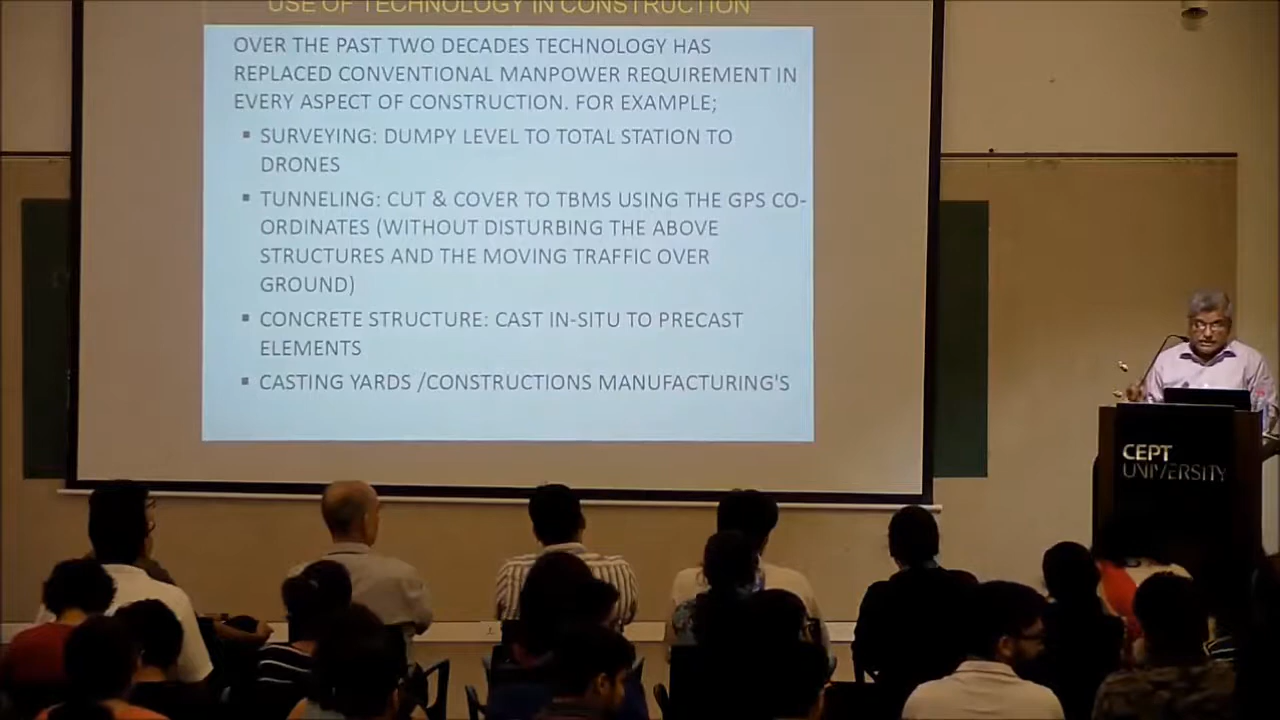 USE OF TECHNOLOGY IN CONSTRUCTION
OVER THE PAST TWO DECADES TECHNOLOGY HAS
REPLACED CONVENTIONAL MANPOWER REQUIREMENT IN
EVERY ASPECT OF CONSTRUCTION. FOR EXAMPLE;
▪ SURVEYING: DUMPY LEVEL TO TOTAL STATION TO
DRONES
▪ TUNNELING: CUT & COVER TO TBMS USING THE GPS CO-
ORDINATES (WITHOUT DISTURBING THE ABOVE
STRUCTURES AND THE MOVING TRAFFIC OVER
GROUND)
▪ CONCRETE STRUCTURE: CAST IN-SITU TO PRECAST
ELEMENTS
▪ CASTING YARDS /CONSTRUCTIONS MANUFACTURING'S
CEPT
UNIVERSITY